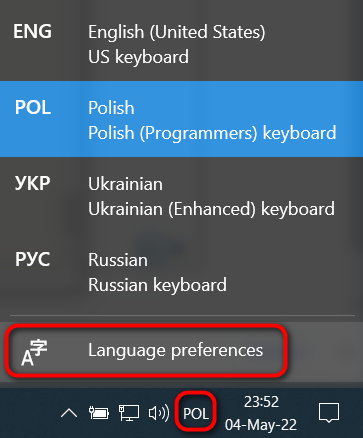 ENG English (United States)
US keyboard
POL Polish
Polish (Programmers) keyboard
УКР Ukrainian
Ukrainian (Enhanced) keyboard
РУС Russian
Russian keyboard
A字 Language preferences
POL 23:52
04-May-22